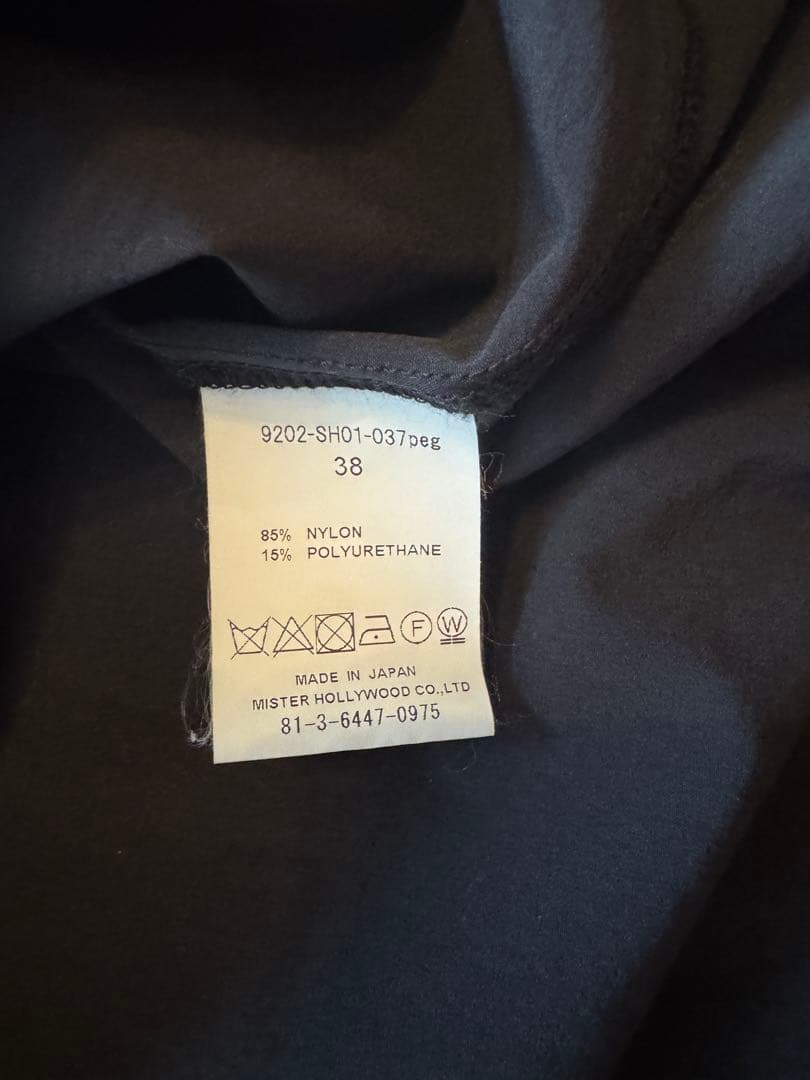 9202-SH01-037peg
38
85% NYLON
15% POLYURETHANE
F W
MADE IN JAPAN
MISTER HOLLYWOOD CO.,LTD
81-3-6447-0975